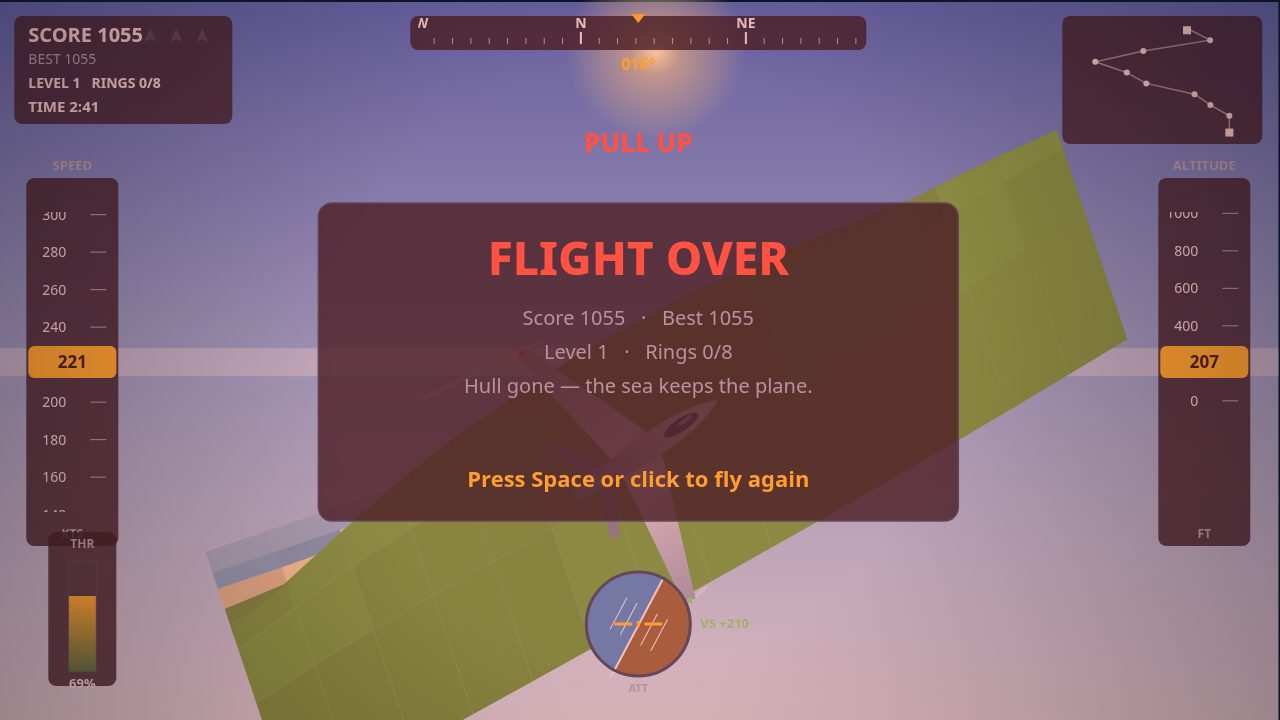 SCORE 1055
BEST 1055
LEVEL 1 RINGS 0/8
TIME 2:41
W N NE
016°
PULL UP
SPEED
300
280
260
240
221
200
180
160
140
KTS
THR
69%
ALTITUDE
1000
800
600
400
207
0
FT
FLIGHT OVER
Score 1055 · Best 1055
Level 1 · Rings 0/8
Hull gone — the sea keeps the plane.
Press Space or click to fly again
VS +210
ATT